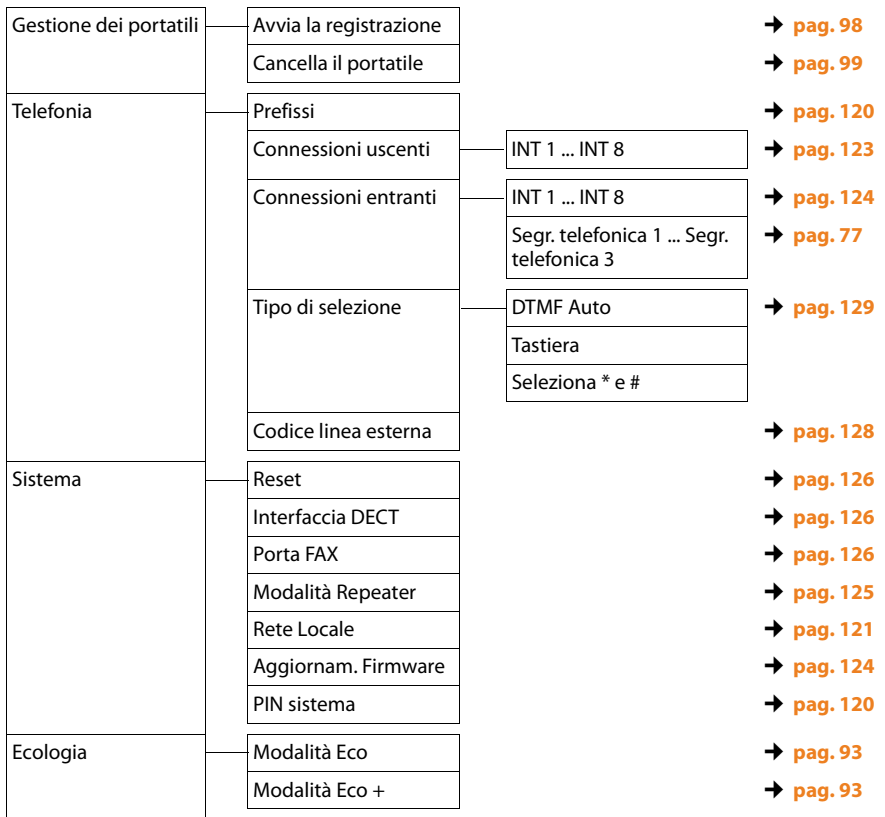 Gestione dei portatili Avvia la registrazione ➔ pag. 98
Cancella il portatile ➔ pag. 99
Telefonia Prefissi ➔ pag. 120
Connessioni uscenti INT 1 ... INT 8 ➔ pag. 123
Connessioni entranti INT 1 ... INT 8 ➔ pag. 124
Segr. telefonica 1 ... Segr. ➔ pag. 77
telefonica 3
Tipo di selezione DTMF Auto ➔ pag. 129
Tastiera
Seleziona * e #
Codice linea esterna ➔ pag. 128
Sistema Reset ➔ pag. 126
Interfaccia DECT ➔ pag. 126
Porta FAX ➔ pag. 126
Modalità Repeater ➔ pag. 125
Rete Locale ➔ pag. 121
Aggiornam. Firmware ➔ pag. 124
PIN sistema ➔ pag. 120
Ecologia Modalità Eco ➔ pag. 93
Modalità Eco + ➔ pag. 93